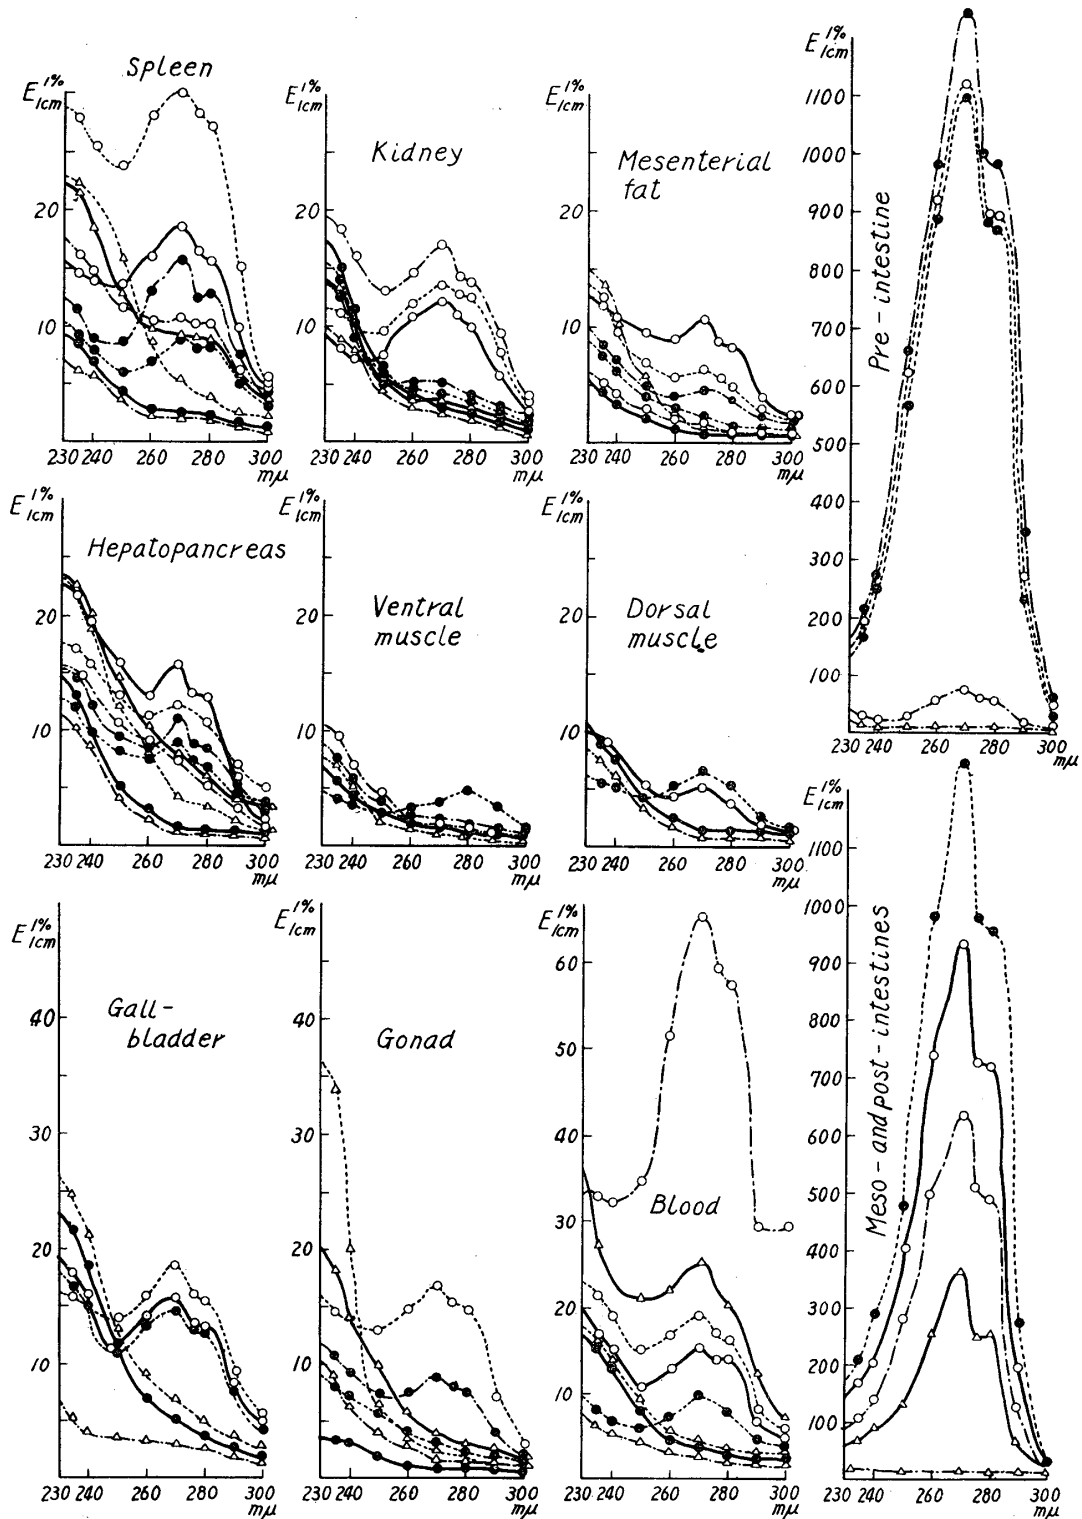 Spleen
E 1% 1cm
20
10
230 240 260 280 300
mμ
Kidney
E 1% 1cm
20
10
230 240 260 280 300
mμ
Mesenterial
fat
E 1% 1cm
20
10
230 240 260 280 300
mμ
Pre-intestine
E 1% 1cm
1100
1000
900
800
700
600
500
400
300
200
100
230 240 260 280 300
mμ
Hepatopancreas
E 1% 1cm
20
10
230 240 260 280 300
mμ
Ventral
muscle
E 1% 1cm
20
10
230 240 260 280 300
mμ
Dorsal
muscle
E 1% 1cm
20
10
230 240 260 280 300
mμ
Gall-
bladder
E 1% 1cm
40
30
20
10
230 240 260 280 300
mμ
Gonad
E 1% 1cm
40
30
20
10
230 240 260 280 300
mμ
Blood
E 1% 1cm
60
50
40
30
20
10
230 240 260 280 300
mμ
Meso-and post-intestines
E 1% 1cm
1100
1000
900
800
700
600
500
400
300
200
100
230 240 260 280 300
mμ